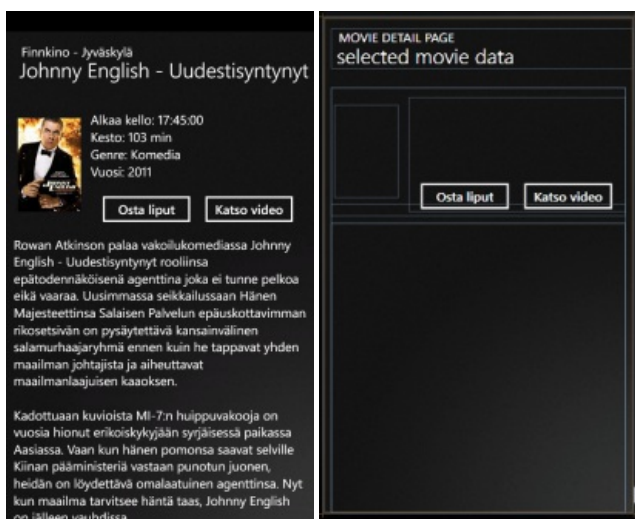 Finnkino - Jyväskylä
Johnny English - Uudestisyntynyt
Alkaa kello: 17:45:00
Kesto: 103 min
Genre: Komedia
Vuosi: 2011
Osta liput
Katso video
Rowan Atkinson palaa vakoilukomediassa Johnny
English - Uudestisyntynyt rooliinsa
epätodennäköisenä agenttina joka ei tunne pelkoa
eikä vaaraa. Uusimmassa seikkailussaan Hänen
Majesteettinsa Salaisen Palvelun epäuskottavimman
rikosetsivän on pysäytettävä kansainvälinen
salamurhaajaryhmä ennen kuin he tappavat yhden
maailman johtajista ja aiheuttavat
maailmanlaajuisen kaaoksen.
Kadottuaan kuvioista MI-7:n huippuvakooja on
vuosia hionut erikoiskykyjään syrjäisessä paikassa
Aasiassa. Vaan kun hänen pomonsa saavat selville
Kiinan pääministeriä vastaan punotun juonen,
heidän on löydettävä omalaatuinen agenttinsa. Nyt
kun maailma tarvitsee häntä taas, Johnny English
on jälleen vauhdissa
MOVIE DETAIL PAGE
selected movie data
Osta liput
Katso video